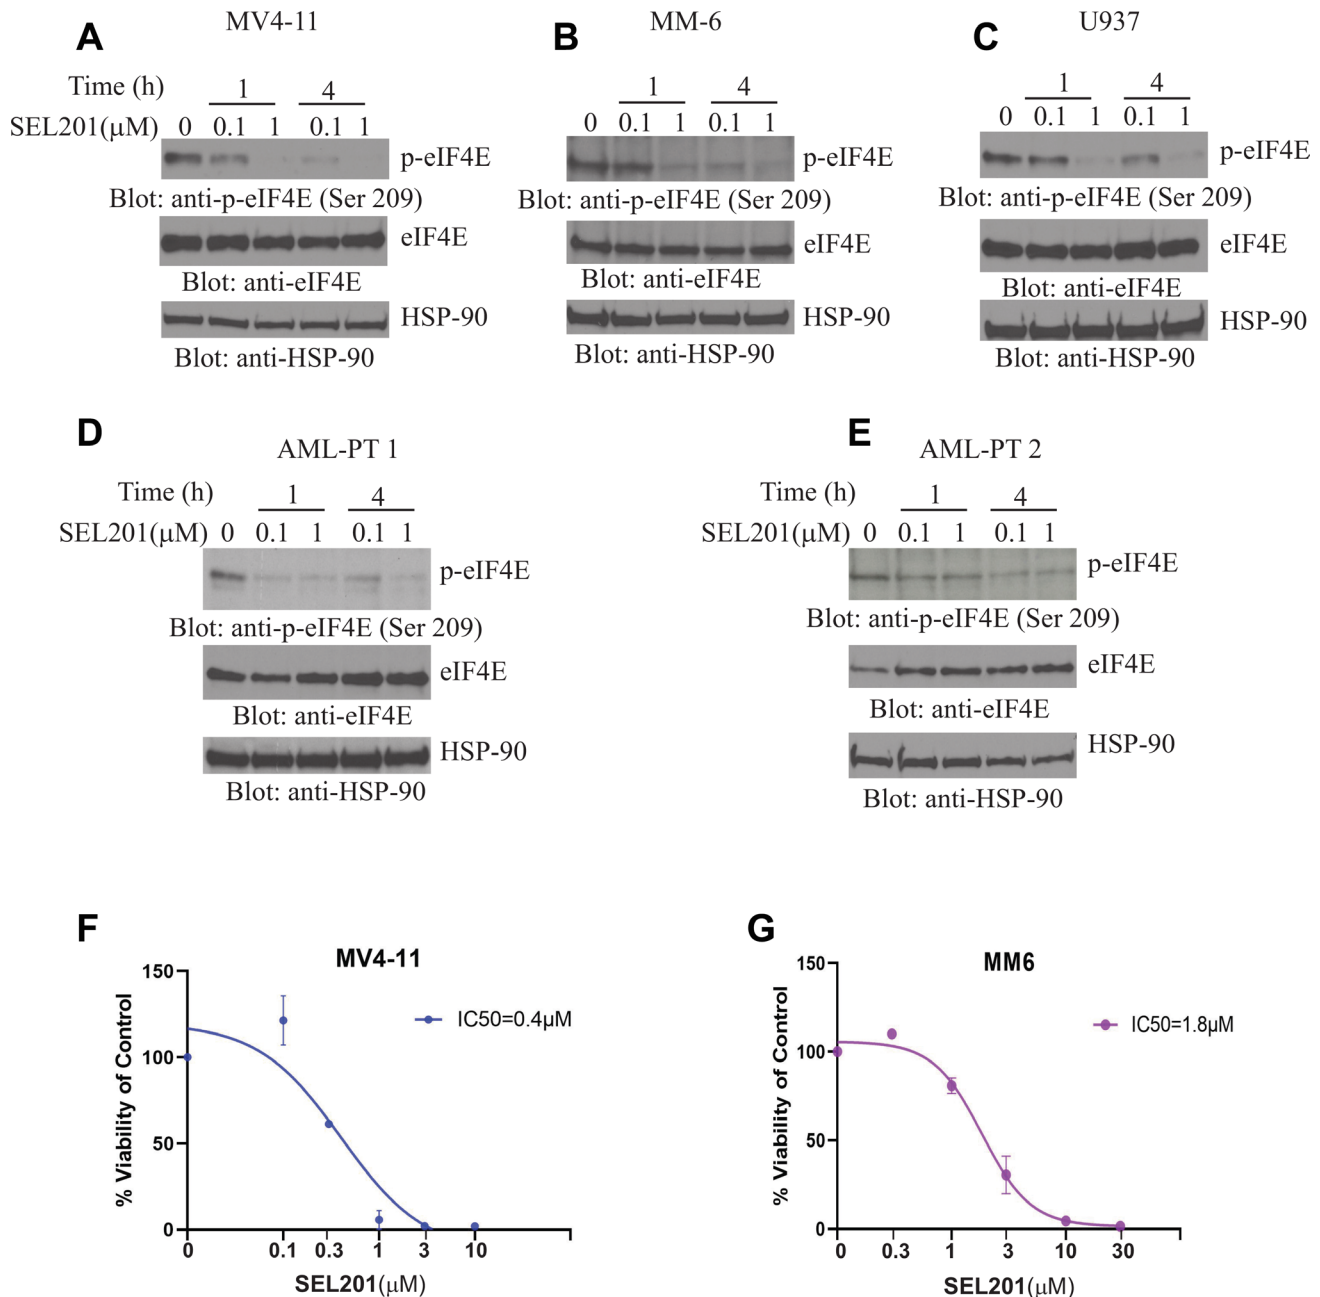 A MV4-11
Time (h) 1 4
SEL201(μM) 0 0.1 1 0.1 1
p-eIF4E
Blot: anti-p-eIF4E (Ser 209)
eIF4E
Blot: anti-eIF4E
HSP-90
Blot: anti-HSP-90
B MM-6
1 4
0 0.1 1 0.1 1
p-eIF4E
Blot: anti-p-eIF4E (Ser 209)
eIF4E
Blot: anti-eIF4E
HSP-90
Blot: anti-HSP-90
C U937
1 4
0 0.1 1 0.1 1
p-eIF4E
Blot: anti-p-eIF4E (Ser 209)
eIF4E
Blot: anti-eIF4E
HSP-90
Blot: anti-HSP-90
D
AML-PT 1
Time (h) 1 4
SEL201(μM) 0 0.1 1 0.1 1
p-eIF4E
Blot: anti-p-eIF4E (Ser 209)
eIF4E
Blot: anti-eIF4E
HSP-90
Blot: anti-HSP-90
E
AML-PT 2
Time (h) 1 4
SEL201(μM) 0 0.1 1 0.1 1
p-eIF4E
Blot: anti-p-eIF4E (Ser 209)
eIF4E
Blot: anti-eIF4E
HSP-90
Blot: anti-HSP-90
F
MV4-11
% Viability of Control
150
100
50
0
IC50=0.4μM
0 0.1 0.3 1 3 10
SEL201(μM)
G
MM6
% Viability of Control
150
100
50
0
IC50=1.8μM
0 0.3 1 3 10 30
SEL201(μM)